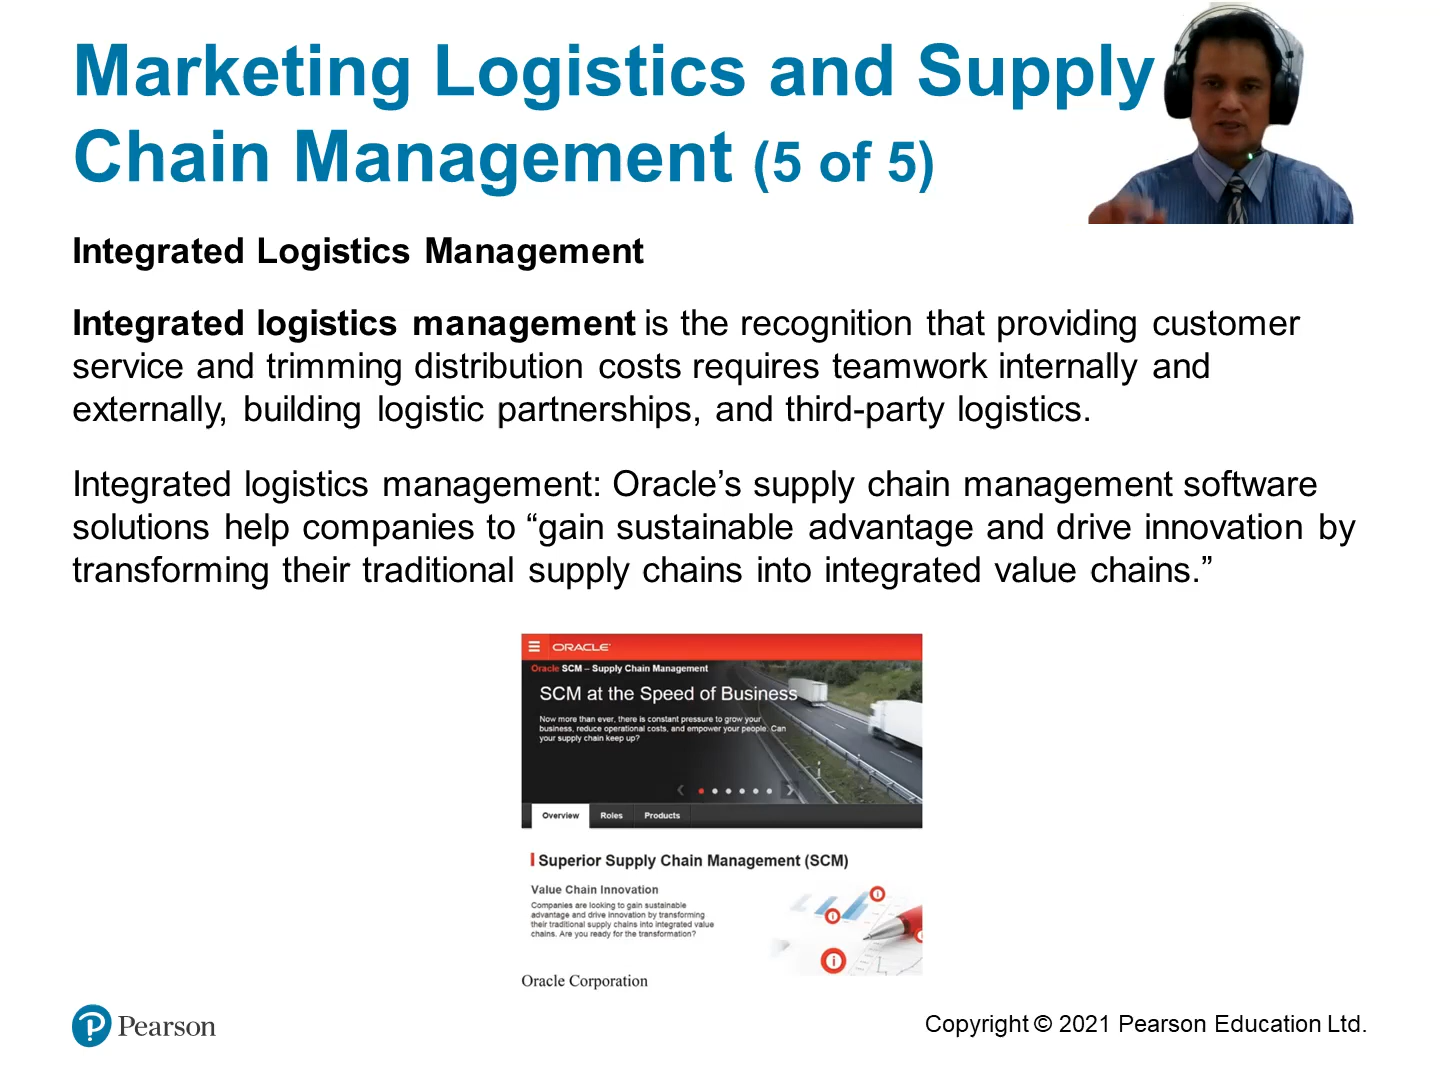 Marketing Logistics and Supply
Chain Management (5 of 5)
Integrated Logistics Management
Integrated logistics management is the recognition that providing customer
service and trimming distribution costs requires teamwork internally and
externally, building logistic partnerships, and third-party logistics.
Integrated logistics management: Oracle’s supply chain management software
solutions help companies to “gain sustainable advantage and drive innovation by
transforming their traditional supply chains into integrated value chains.”
ORACLE
Oracle SCM – Supply Chain Management
SCM at the Speed of Business
Now more than ever, there is constant pressure to grow your
business, reduce operational costs, and empower your people. Can
your supply chain keep up?
Overview Roles Products
Superior Supply Chain Management (SCM)
Value Chain Innovation
Companies are looking to gain sustainable
advantage and drive innovation by transforming
their traditional supply chains into integrated value
chains. Are you ready for the transformation?
Oracle Corporation
Pearson
Copyright © 2021 Pearson Education Ltd.